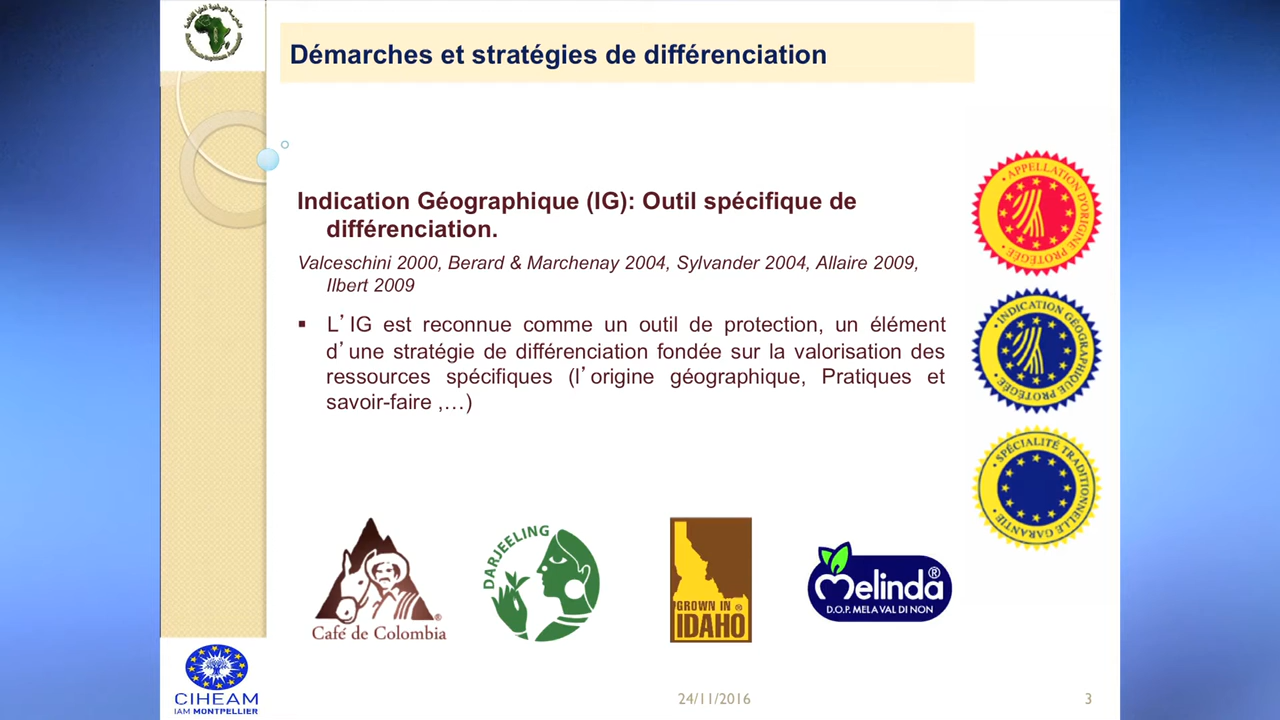 Démarches et stratégies de différenciation
Indication Géographique (IG): Outil spécifique de
différenciation.
Valceschini 2000, Berard & Marchenay 2004, Sylvander 2004, Allaire 2009,
Ilbert 2009
▪ L’IG est reconnue comme un outil de protection, un élément
d’une stratégie de différenciation fondée sur la valorisation des
ressources spécifiques (l’origine géographique, Pratiques et
savoir-faire ,…)
• APPELLATION D'ORIGINE PROTÉGÉE
• INDICATION GÉOGRAPHIQUE PROTÉGÉE
• SPÉCIALITÉ TRADITIONNELLE GARANTIE
Café de Colombia ®
DARJEELING
GROWN IN ®
IDAHO
Melinda ®
D.O.P. MELA VAL DI NON
CIHEAM
IAM MONTPELLIER
24/11/2016
3